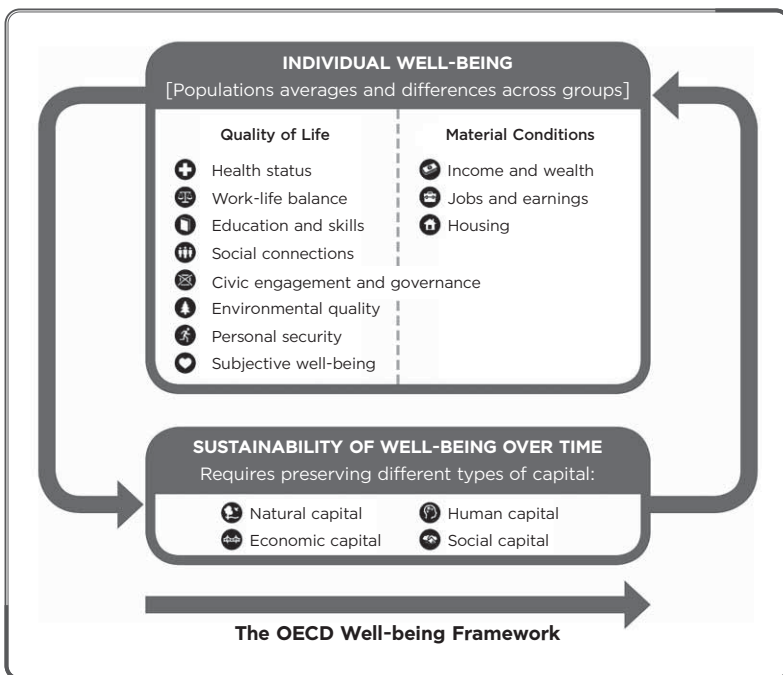 INDIVIDUAL WELL-BEING
[Populations averages and differences across groups]
Quality of Life
Health status
Work-life balance
Education and skills
Social connections
Civic engagement and governance
Environmental quality
Personal security
Subjective well-being
Material Conditions
Income and wealth
Jobs and earnings
Housing
SUSTAINABILITY OF WELL-BEING OVER TIME
Requires preserving different types of capital:
Natural capital
Economic capital
Human capital
Social capital
The OECD Well-being Framework